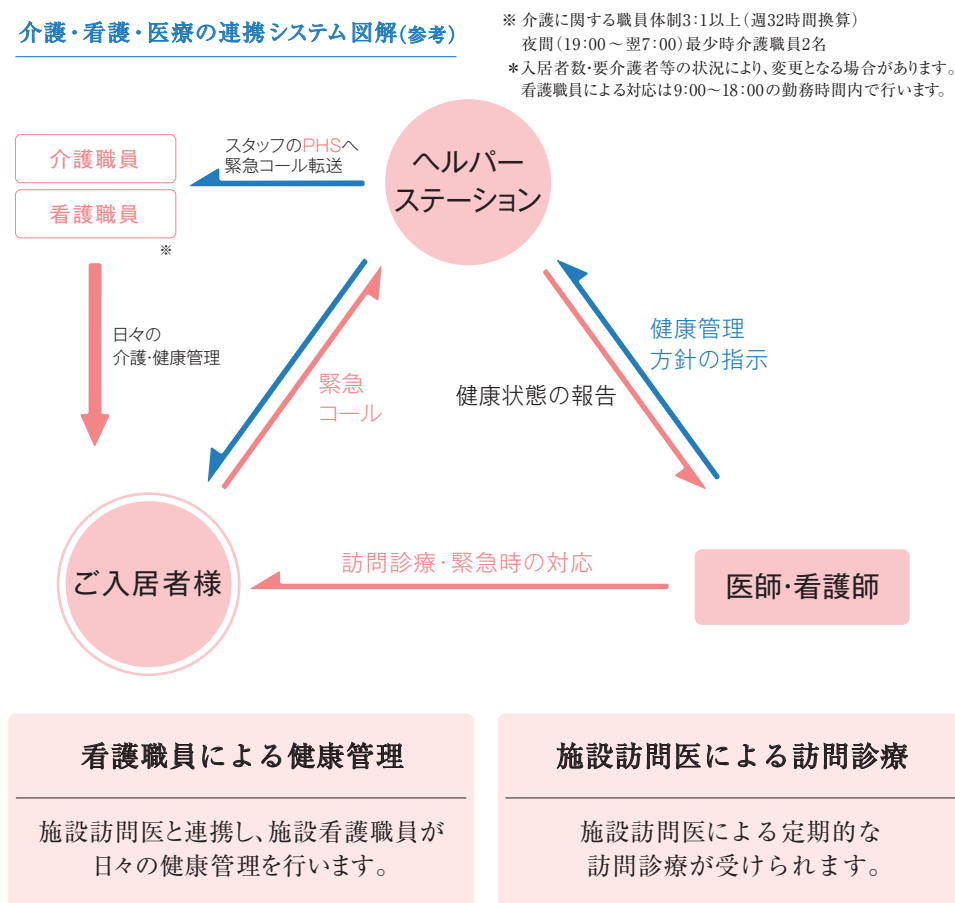 介護・看護・医療の連携システム図解(参考)
※ 介護に関する職員体制3:1以上(週32時間換算)
夜間(19:00～翌7:00)最少時介護職員2名
*入居者数・要介護者等の状況により、変更となる場合があります。
看護職員による対応は9:00～18:00の勤務時間内で行います。
介護職員
看護職員
※
スタッフのPHSへ
緊急コール転送
ヘルパー
ステーション
日々の
介護・健康管理
緊急
コール
健康状態の報告
健康管理
方針の指示
ご入居者様
訪問診療・緊急時の対応
医師・看護師
看護職員による健康管理
施設訪問医と連携し、施設看護職員が
日々の健康管理を行います。
施設訪問医による訪問診療
施設訪問医による定期的な
訪問診療が受けられます。